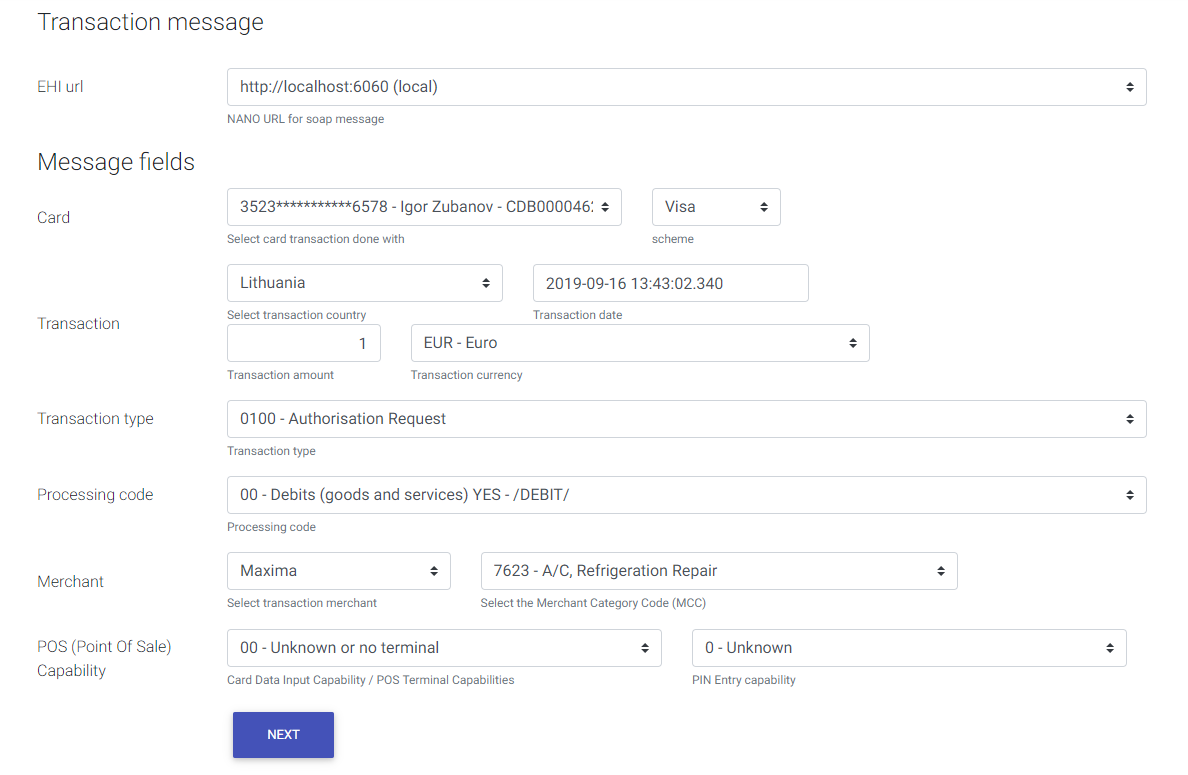 Transaction message
EHI url
http://localhost:6060 (local)
NANO URL for soap message
Message fields
Card
3523***********6578 - Igor Zubanov - CDB0000462
Visa
Select card transaction done with
scheme
Transaction
Lithuania
2019-09-16 13:43:02.340
Select transaction country
Transaction date
1
EUR - Euro
Transaction amount
Transaction currency
Transaction type
0100 - Authorisation Request
Transaction type
Processing code
00 - Debits (goods and services) YES - /DEBIT/
Processing code
Merchant
Maxima
7623 - A/C, Refrigeration Repair
Select transaction merchant
Select the Merchant Category Code (MCC)
POS (Point Of Sale)
Capability
00 - Unknown or no terminal
0 - Unknown
Card Data Input Capability / POS Terminal Capabilities
PIN Entry capability
NEXT